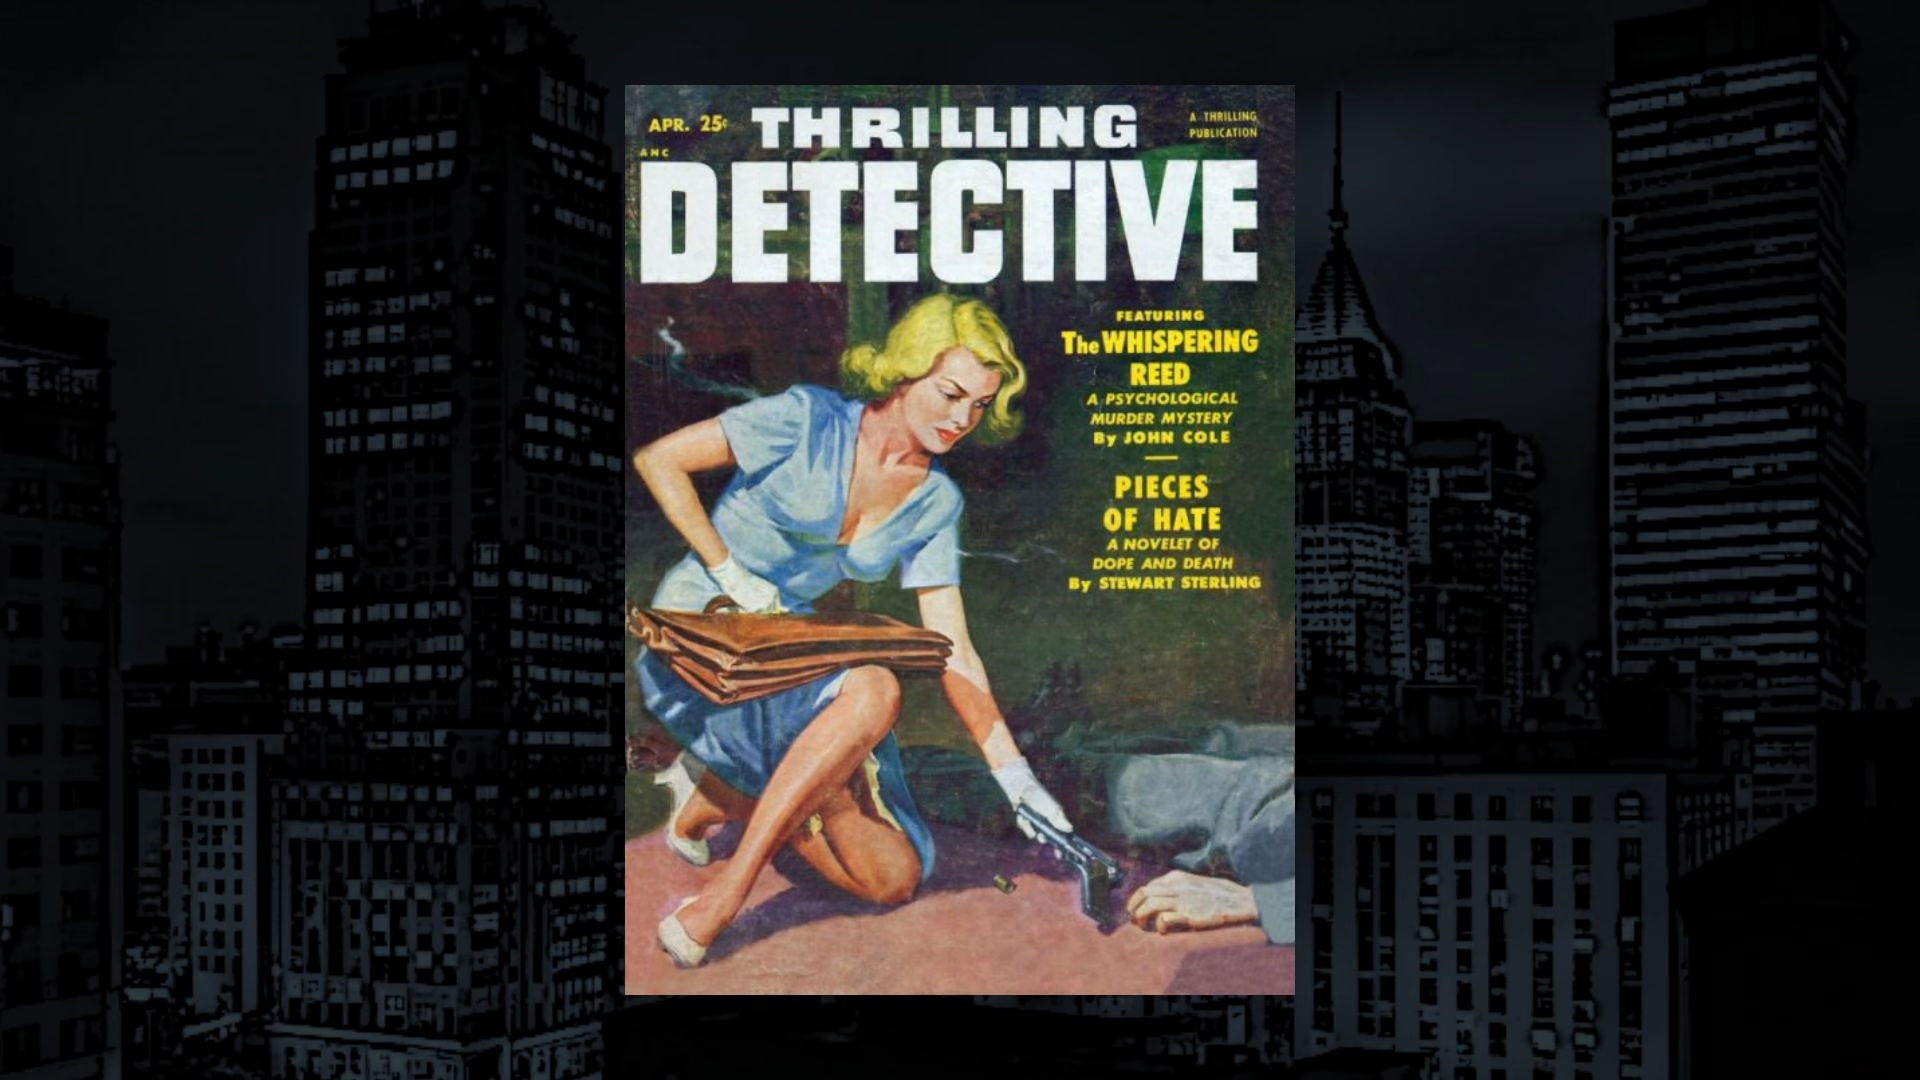 APR. 25¢
THRILLING
A THRILLING
PUBLICATION
ANC
DETECTIVE
FEATURING
The WHISPERING
REED
A PSYCHOLOGICAL
MURDER MYSTERY
By JOHN COLE
PIECES
OF HATE
A NOVELET OF
DOPE AND DEATH
By STEWART STERLING